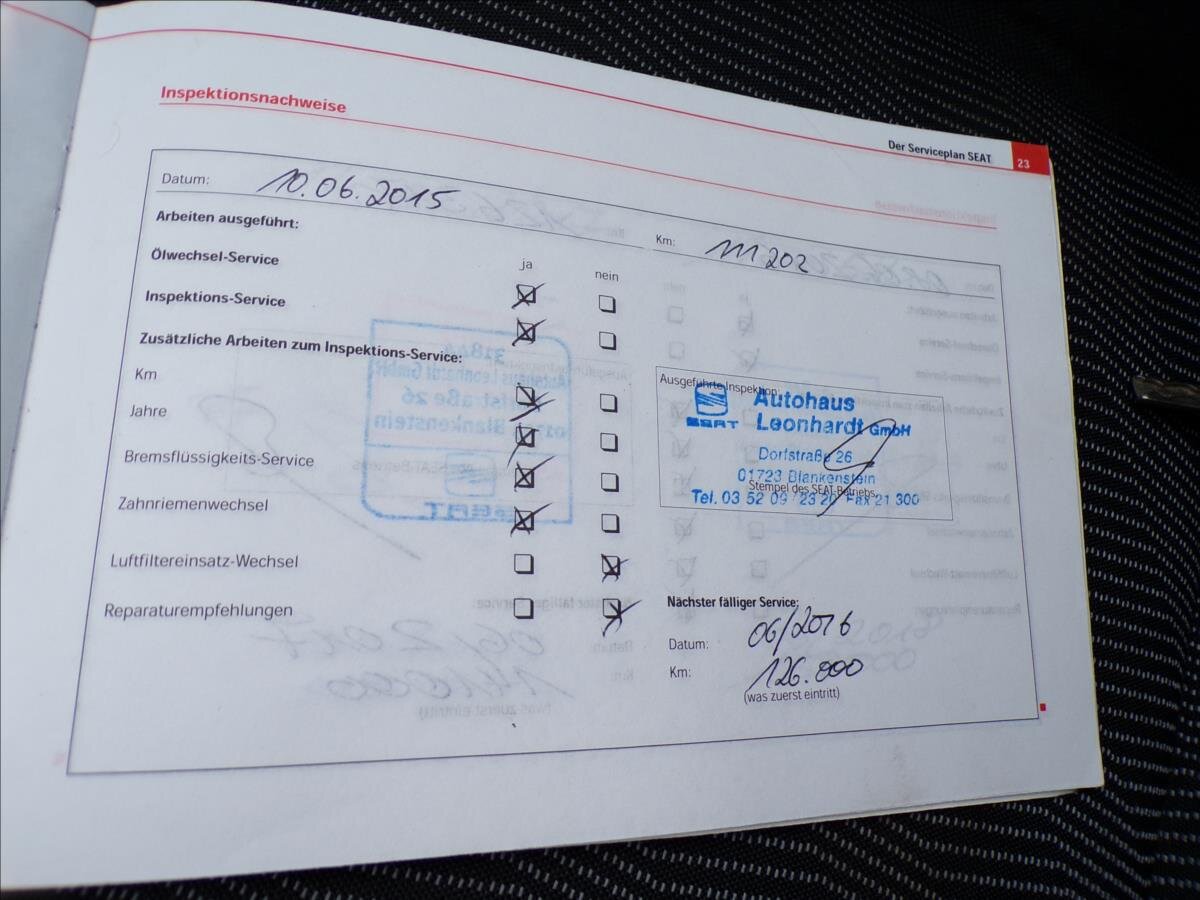 Inspektionsnachweise
Der Serviceplan SEAT 23
Datum: 10.06.2015
Km: 111 202
Arbeiten ausgeführt:
ja nein
Ölwechsel-Service
Inspektions-Service
Zusätzliche Arbeiten zum Inspektions-Service:
Km
Jahre
Bremsflüssigkeits-Service
Zahnriemenwechsel
Luftfiltereinsatz-Wechsel
Reparaturempfehlungen
Ausgeführte Inspektion:
SEAT
Autohaus
Leonhardt GmbH
Dorfstraße 26
01723 Blankenstein
Stempel des SEAT-Betriebs
Tel. 03 52 09 / 23 20 Fax 21 300
Nächster fälliger Service:
Datum: 06/2016
Km: 126.000
(was zuerst eintritt)